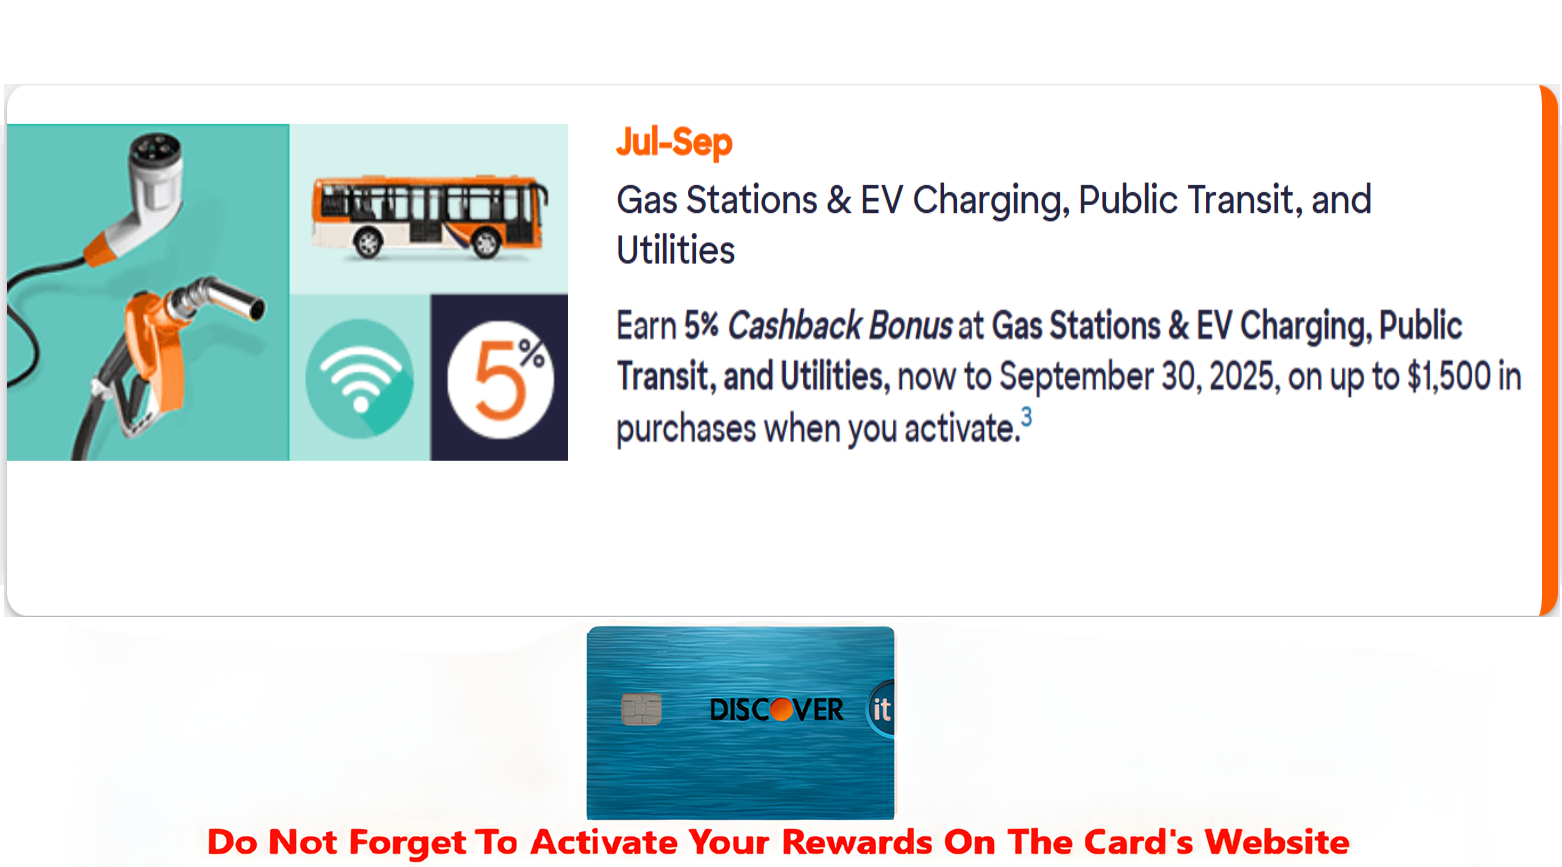 Jul-Sep
Gas Stations & EV Charging, Public Transit, and
Utilities
Earn 5% Cashback Bonus at Gas Stations & EV Charging, Public
Transit, and Utilities, now to September 30, 2025, on up to $1,500 in
purchases when you activate.3
5%
DISCOVER
it
Do Not Forget To Activate Your Rewards On The Card's Website